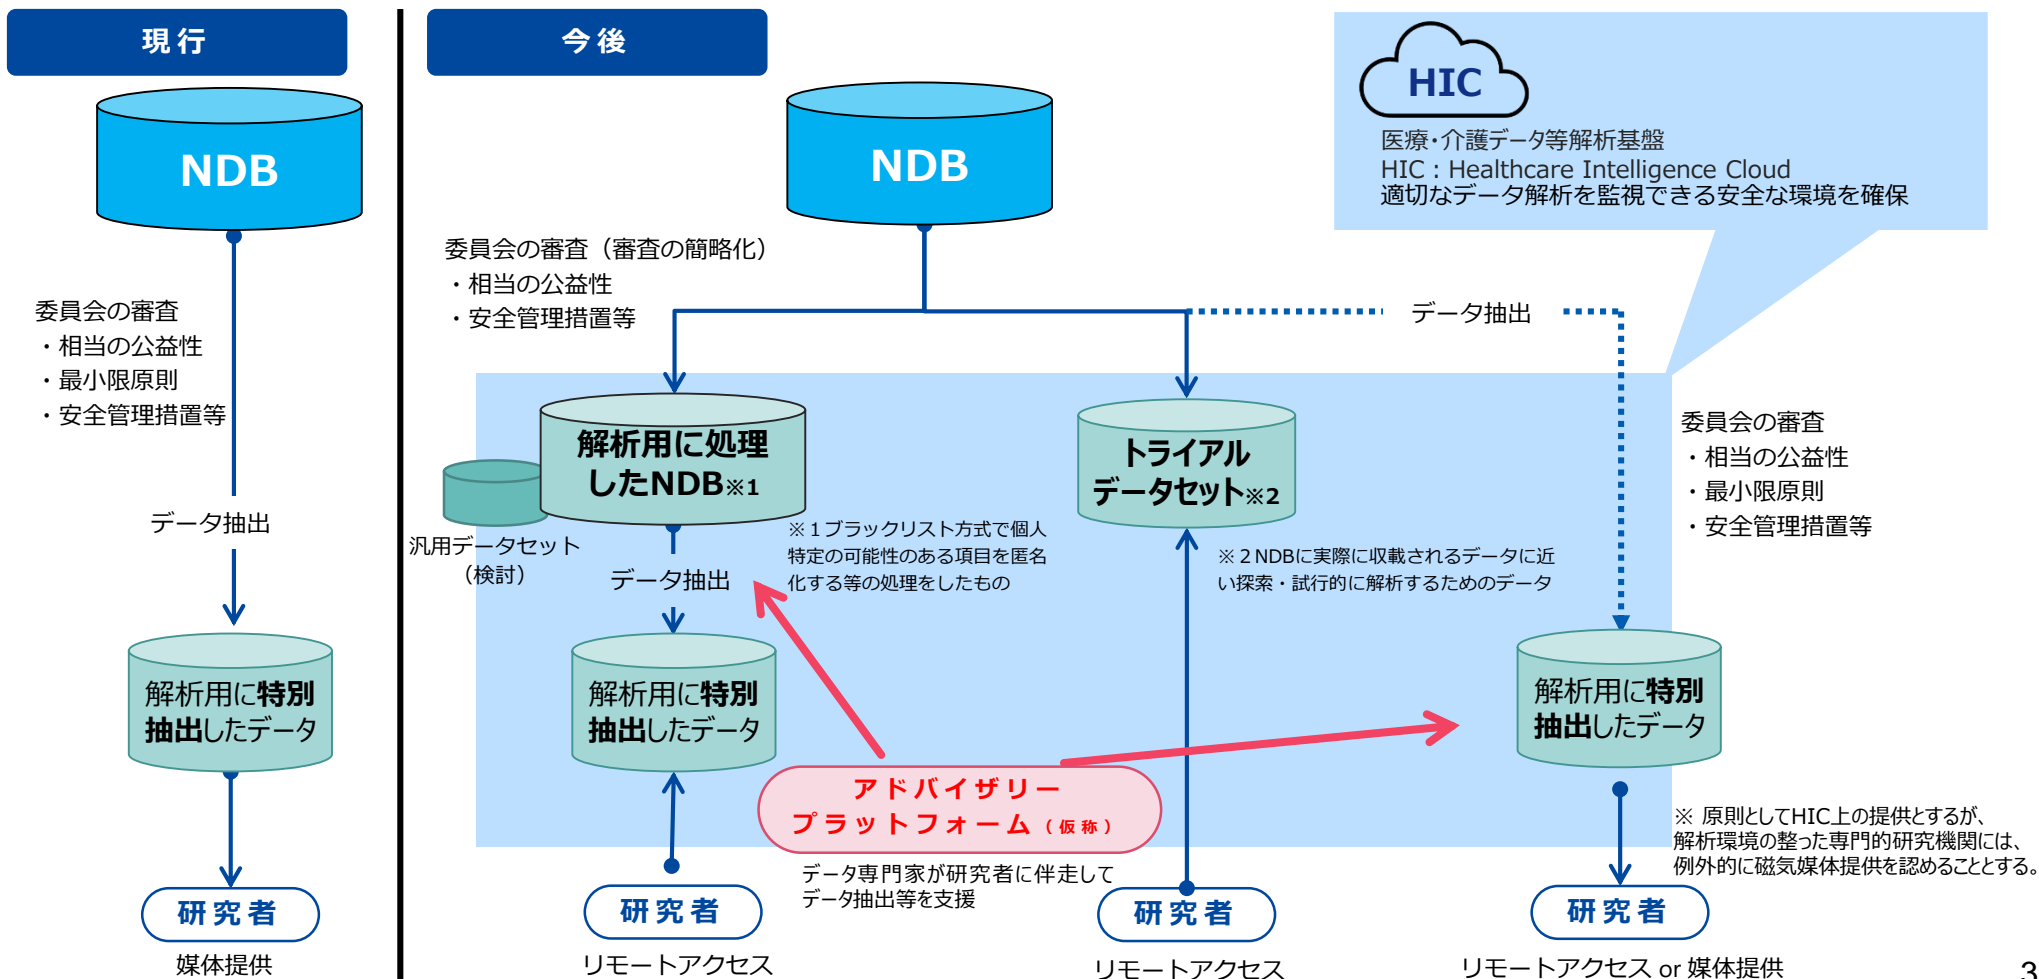 現行
NDB
委員会の審査
・相当の公益性
・最小限原則
・安全管理措置等
データ抽出
解析用に特別
抽出したデータ
研究者
媒体提供
今後
NDB
HIC
医療・介護データ等解析基盤
HIC：Healthcare Intelligence Cloud
適切なデータ解析を監視できる安全な環境を確保
委員会の審査（審査の簡略化）
・相当の公益性
・安全管理措置等
データ抽出
解析用に処理
したNDB※1
汎用データセット
（検討）
※１ブラックリスト方式で個人
特定の可能性のある項目を匿名
化する等の処理をしたもの
データ抽出
解析用に特別
抽出したデータ
研究者
リモートアクセス
トライアル
データセット※2
※２NDBに実際に収載されるデータに近
い探索・試行的に解析するためのデータ
アドバイザリー
プラットフォーム（仮称）
データ専門家が研究者に伴走して
データ抽出等を支援
研究者
リモートアクセス
委員会の審査
・相当の公益性
・最小限原則
・安全管理措置等
解析用に特別
抽出したデータ
※ 原則としてHIC上の提供とするが、
解析環境の整った専門的研究機関には、
例外的に磁気媒体提供を認めることとする。
研究者
リモートアクセス or 媒体提供
3